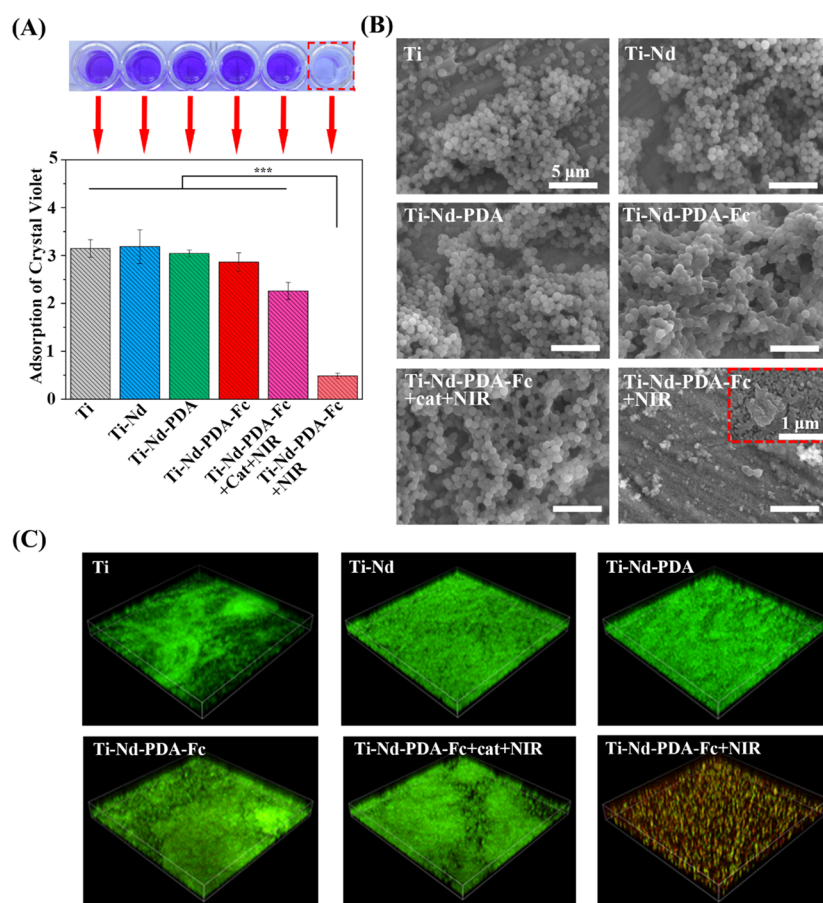 (A)
5
4
3
2
1
0
Adsorption of Crystal Violet
***
Ti
Ti-Nd
Ti-Nd-PDA
Ti-Nd-PDA-Fc
Ti-Nd-PDA-Fc
+Cat+NIR
Ti-Nd-PDA-Fc
+NIR
(B)
Ti
5 μm
Ti-Nd
Ti-Nd-PDA
Ti-Nd-PDA-Fc
Ti-Nd-PDA-Fc
+cat+NIR
Ti-Nd-PDA-Fc
+NIR
1 μm
(C)
Ti
Ti-Nd
Ti-Nd-PDA
Ti-Nd-PDA-Fc
Ti-Nd-PDA-Fc+cat+NIR
Ti-Nd-PDA-Fc+NIR